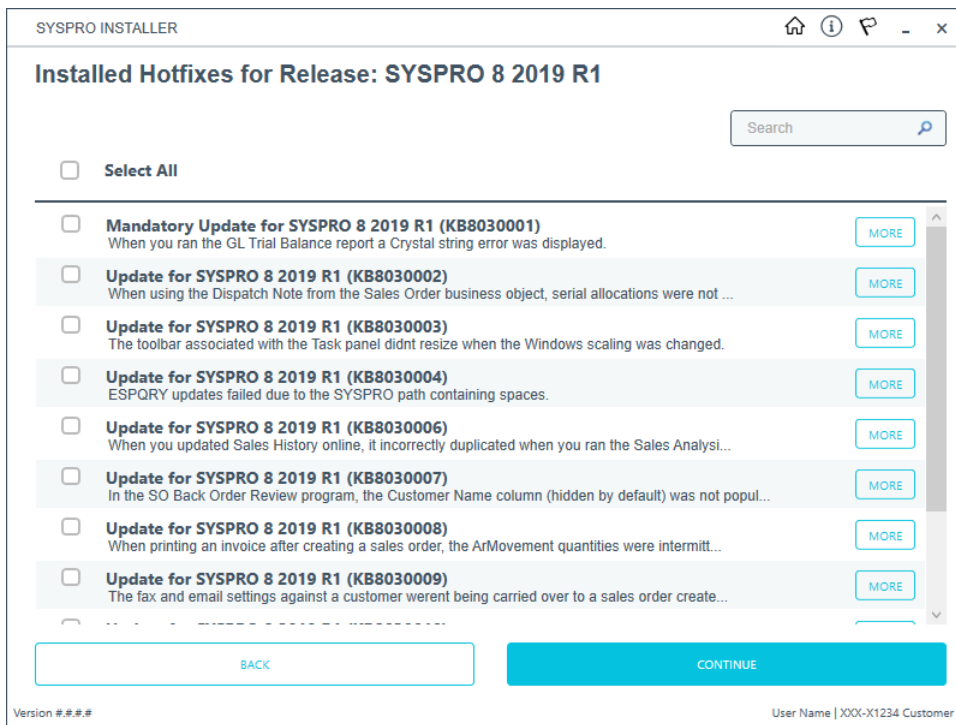 SYSPRO INSTALLER
Installed Hotfixes for Release: SYSPRO 8 2019 R1
Search
Select All
Mandatory Update for SYSPRO 8 2019 R1 (KB8030001)
When you ran the GL Trial Balance report a Crystal string error was displayed.
MORE
Update for SYSPRO 8 2019 R1 (KB8030002)
When using the Dispatch Note from the Sales Order business object, serial allocations were not ...
MORE
Update for SYSPRO 8 2019 R1 (KB8030003)
The toolbar associated with the Task panel didnt resize when the Windows scaling was changed.
MORE
Update for SYSPRO 8 2019 R1 (KB8030004)
ESPQRY updates failed due to the SYSPRO path containing spaces.
MORE
Update for SYSPRO 8 2019 R1 (KB8030006)
When you updated Sales History online, it incorrectly duplicated when you ran the Sales Analysi...
MORE
Update for SYSPRO 8 2019 R1 (KB8030007)
In the SO Back Order Review program, the Customer Name column (hidden by default) was not popul...
MORE
Update for SYSPRO 8 2019 R1 (KB8030008)
When printing an invoice after creating a sales order, the ArMovement quantities were intermitt...
MORE
Update for SYSPRO 8 2019 R1 (KB8030009)
The fax and email settings against a customer werent being carried over to a sales order create...
MORE
BACK
CONTINUE
Version #.#.#.#
User Name | XXX-X1234 Customer